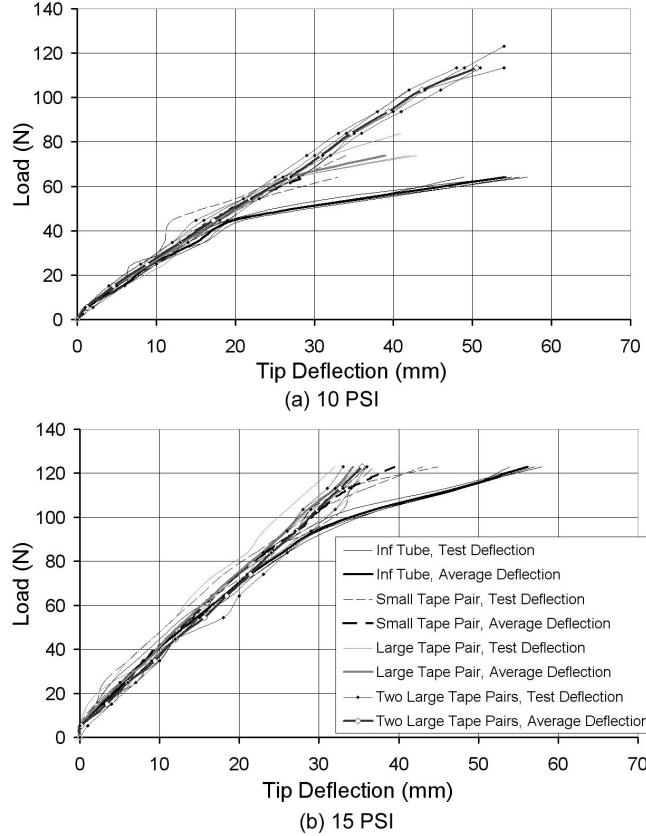 140
120
100
80
60
40
20
0
Load (N)
0 10 20 30 40 50 60 70
Tip Deflection (mm)
(a) 10 PSI
140
120
100
80
60
40
20
0
Load (N)
Inf Tube, Test Deflection
Inf Tube, Average Deflection
Small Tape Pair, Test Deflection
Small Tape Pair, Average Deflection
Large Tape Pair, Test Deflection
Large Tape Pair, Average Deflection
Two Large Tape Pairs, Test Deflection
Two Large Tape Pairs, Average Deflection
0 10 20 30 40 50 60 70
Tip Deflection (mm)
(b) 15 PSI